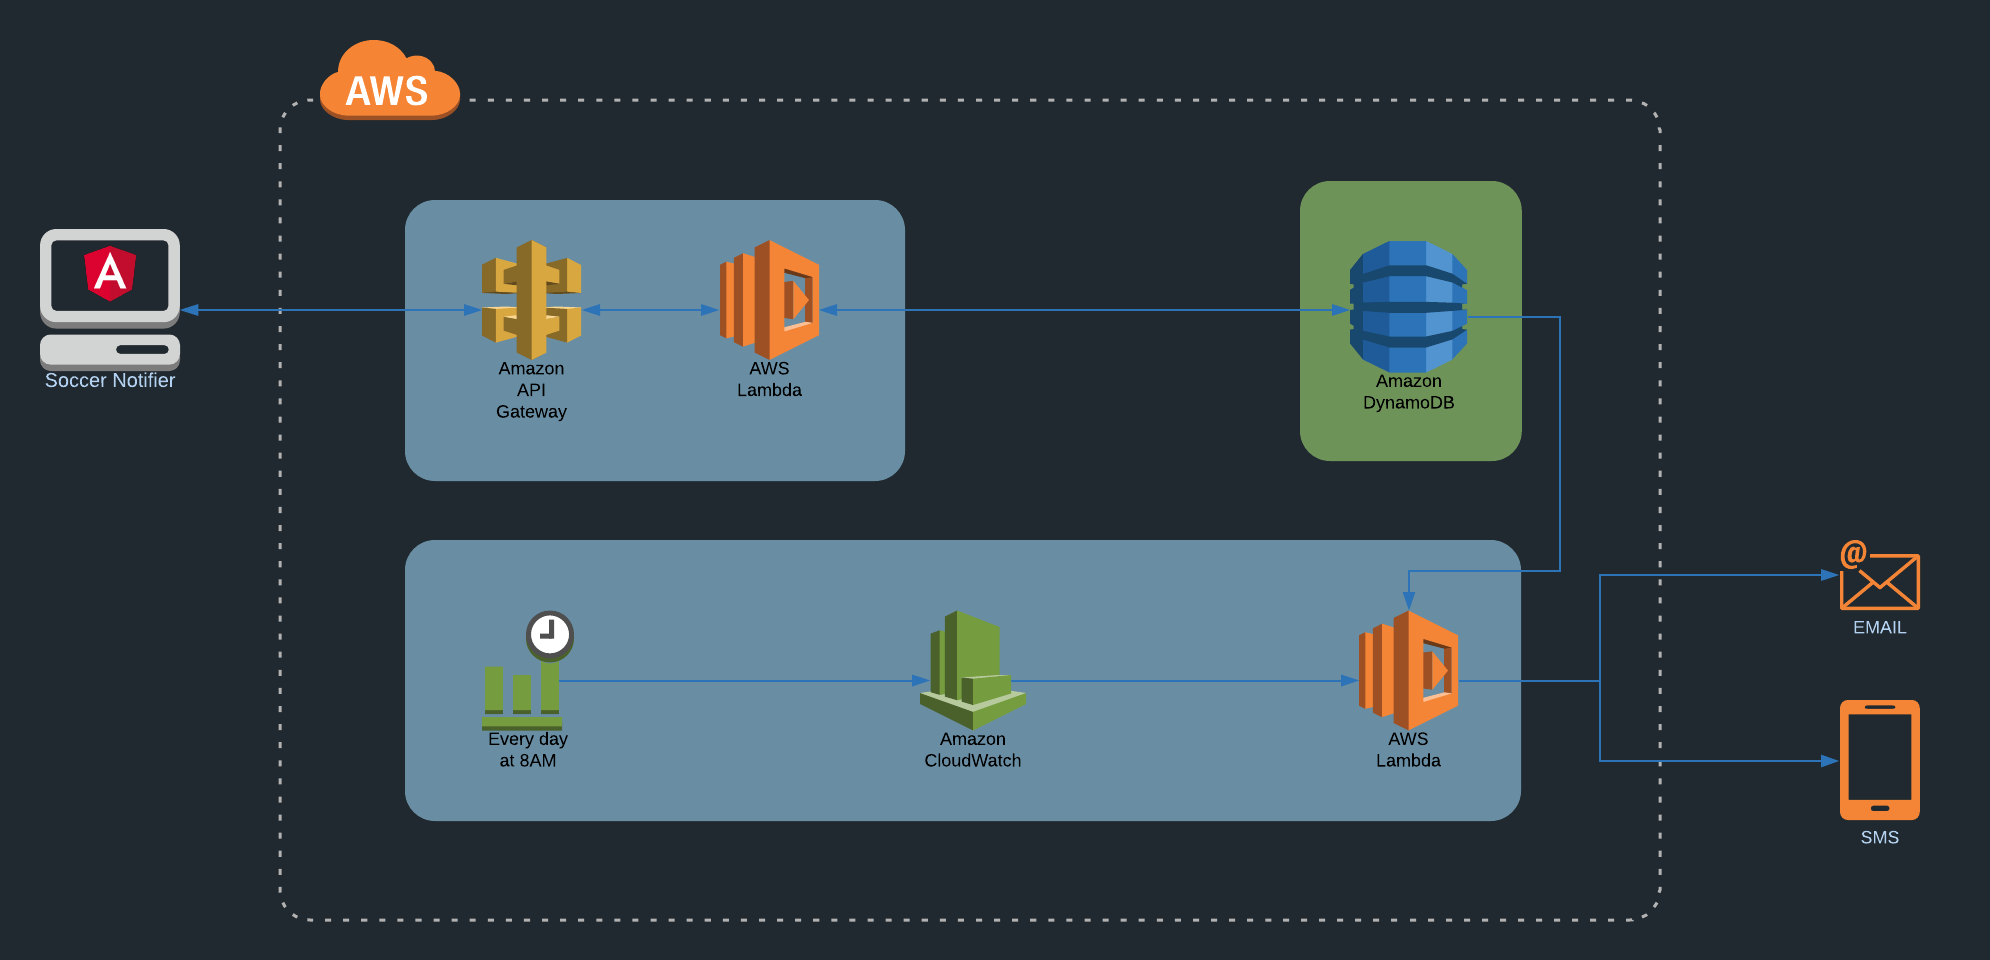 AWS
Soccer Notifier
Amazon
API
Gateway
AWS
Lambda
Amazon
DynamoDB
Every day
at 8AM
Amazon
CloudWatch
AWS
Lambda
@
EMAIL
SMS